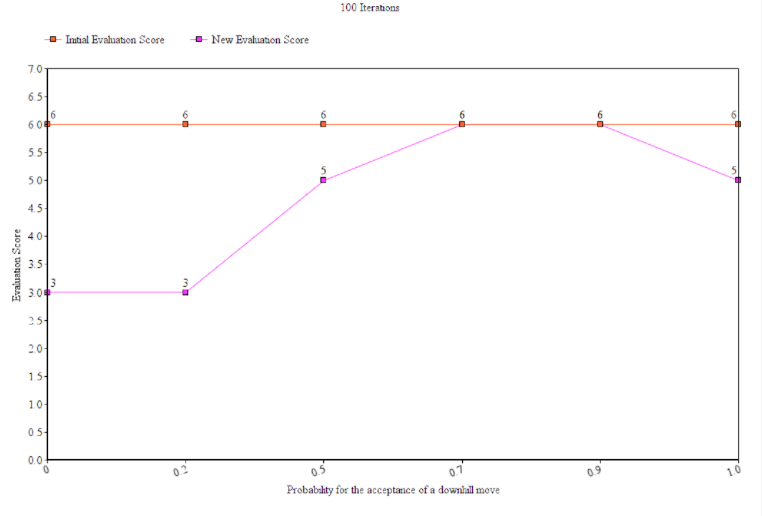 100 Iterations
Initial Evaluation Score New Evaluation Score
7.0
6.5
6 6 6 6 6 6
6.0
5.5
5 5
5.0
4.5
4.0
3.5
3 3
3.0
2.5
2.0
1.5
1.0
0.5
0.0
Evaluation Score
0 0.2 0.5 0.7 0.9 1.0
Probability for the acceptance of a downhill move